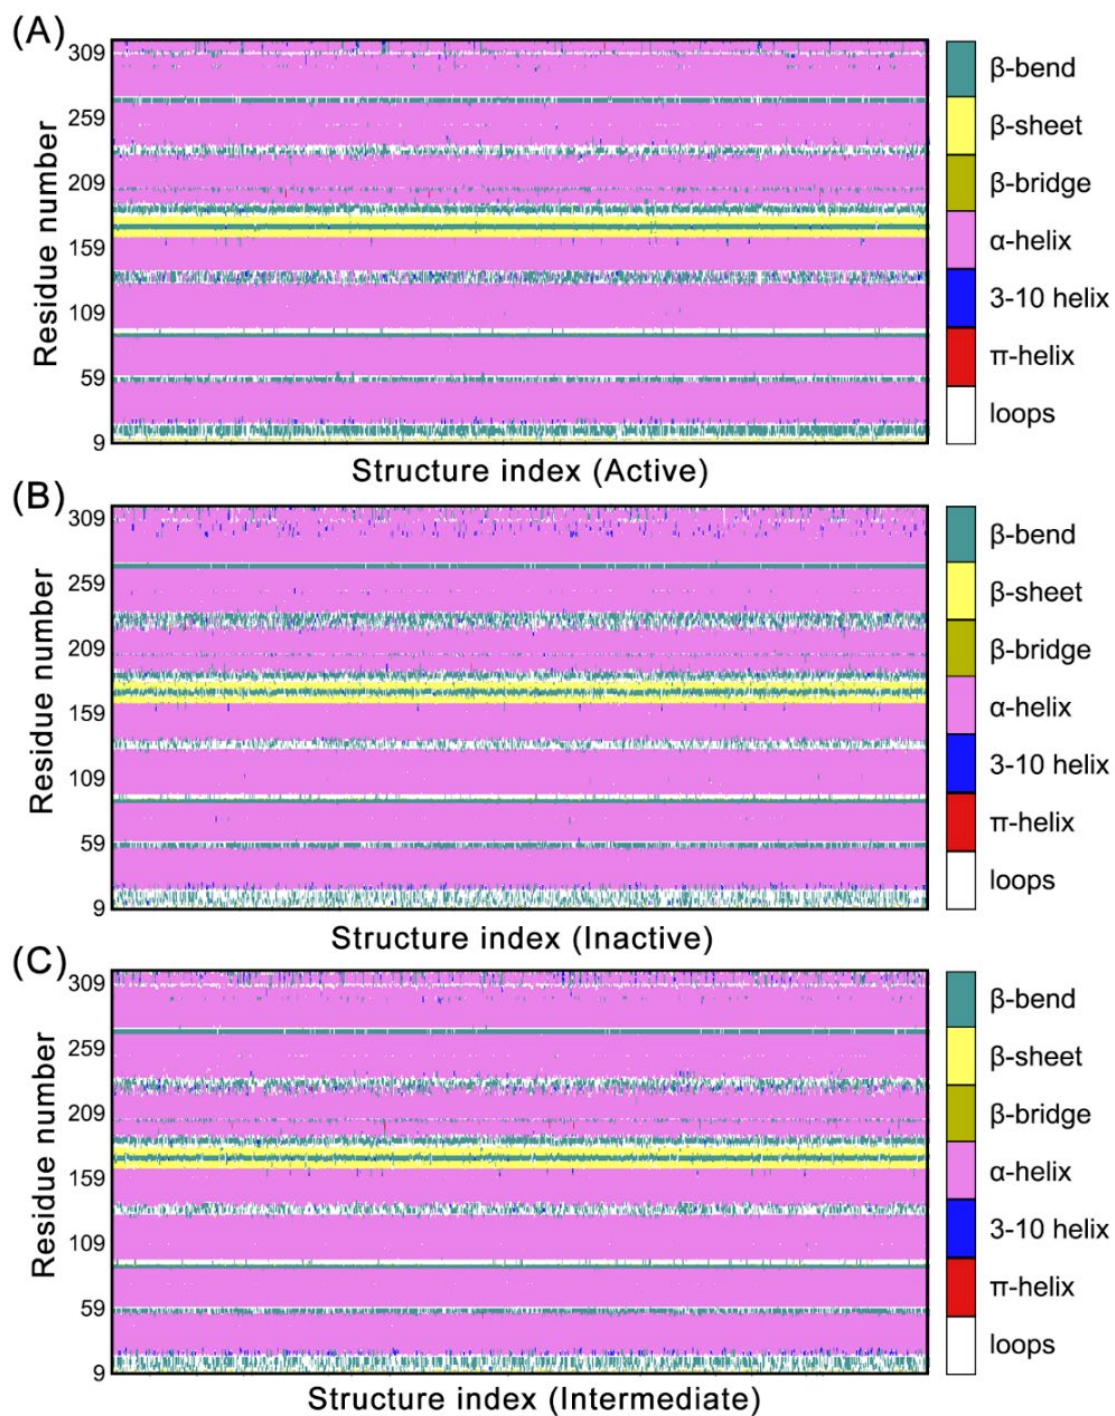 (A)
309
259
209
159
109
59
9
Residue number
Structure index (Active)
β-bend
β-sheet
β-bridge
α-helix
3-10 helix
π-helix
loops
(B)
309
259
209
159
109
59
9
Residue number
Structure index (Inactive)
β-bend
β-sheet
β-bridge
α-helix
3-10 helix
π-helix
loops
(C)
309
259
209
159
109
59
9
Residue number
Structure index (Intermediate)
β-bend
β-sheet
β-bridge
α-helix
3-10 helix
π-helix
loops